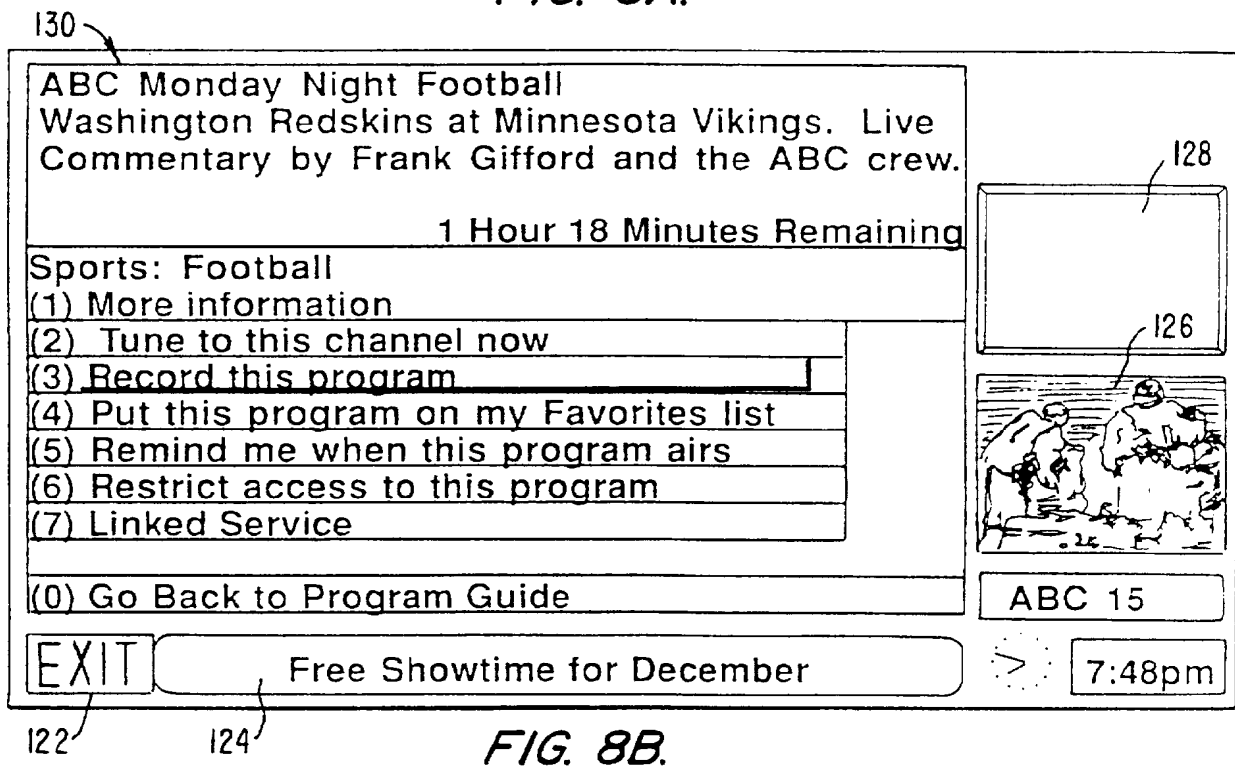 FIG. 8A.
130
ABC Monday Night Football
Washington Redskins at Minnesota Vikings. Live
Commentary by Frank Gifford and the ABC crew.
1 Hour 18 Minutes Remaining
128
Sports: Football
(1) More information
(2) Tune to this channel now
126
(3) Record this program
(4) Put this program on my Favorites list
(5) Remind me when this program airs
(6) Restrict access to this program
(7) Linked Service
(0) Go Back to Program Guide
ABC 15
EXIT
Free Showtime for December
7:48pm
122
124
FIG. 8B.